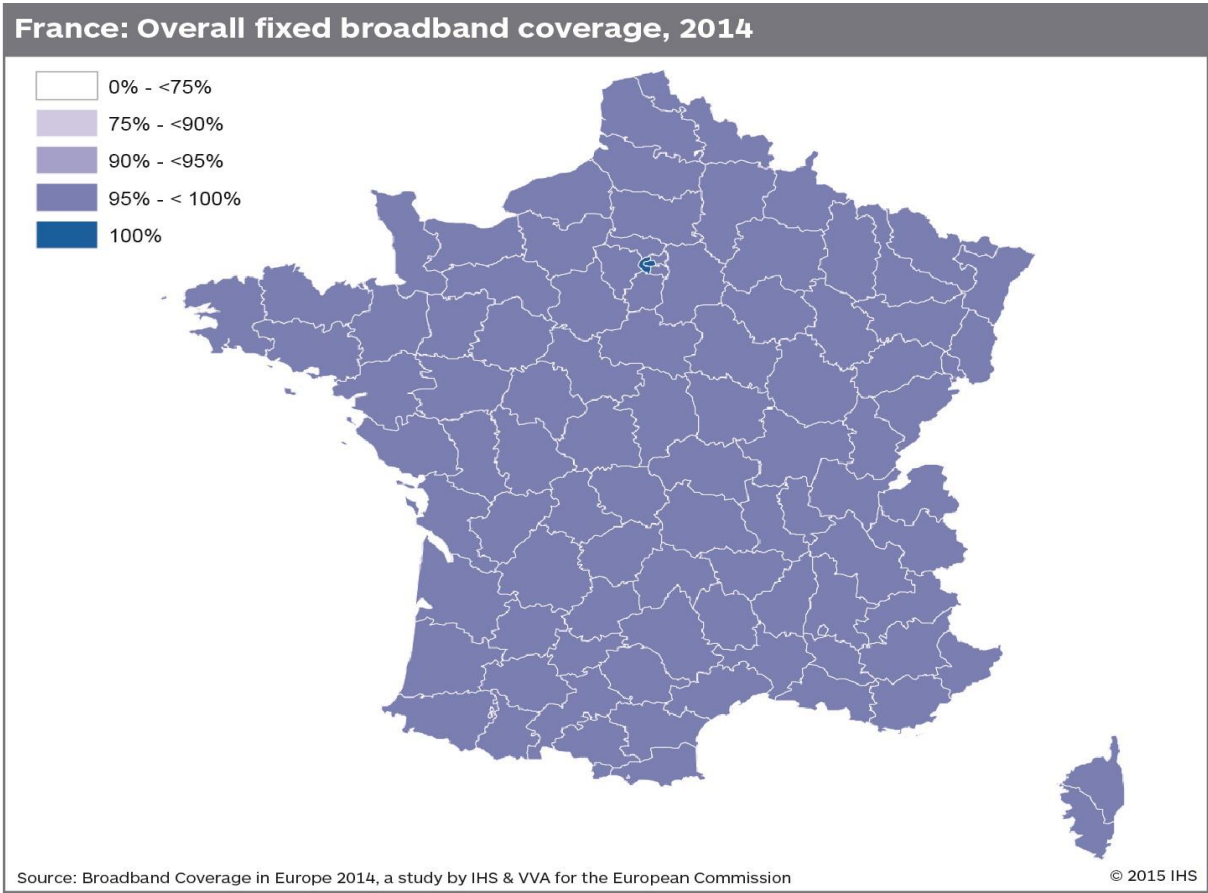 France: Overall fixed broadband coverage, 2014
0% - <75%
75% - <90%
90% - <95%
95% - < 100%
100%
Source: Broadband Coverage in Europe 2014, a study by IHS & VVA for the European Commission
© 2015 IHS